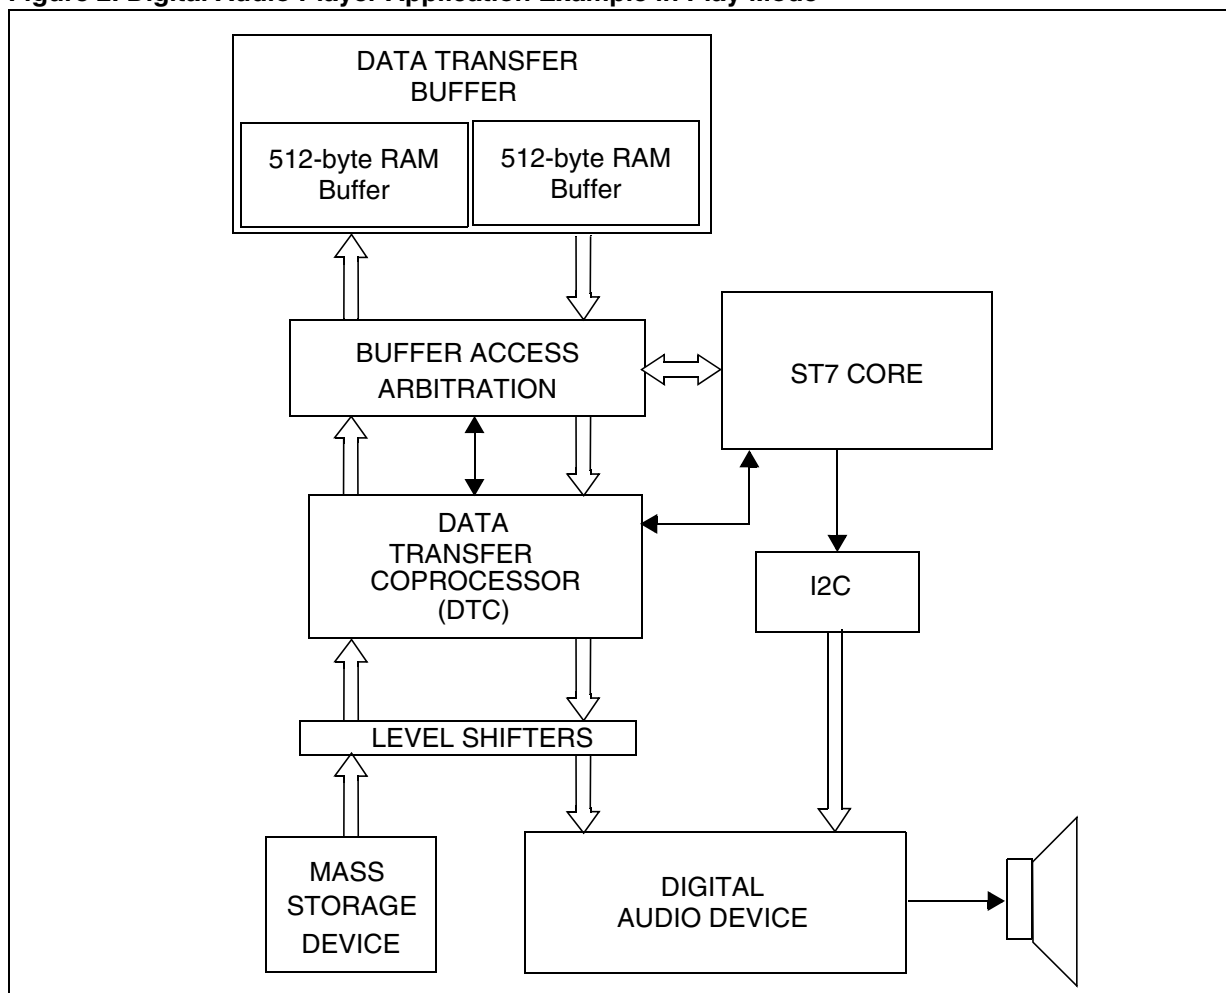 Figure 2. Digital Audio Player Application Example in Play Mode
DATA TRANSFER
BUFFER
512-byte RAM
Buffer
512-byte RAM
Buffer
BUFFER ACCESS
ARBITRATION
ST7 CORE
DATA
TRANSFER
COPROCESSOR
(DTC)
I2C
LEVEL SHIFTERS
MASS
STORAGE
DEVICE
DIGITAL
AUDIO DEVICE